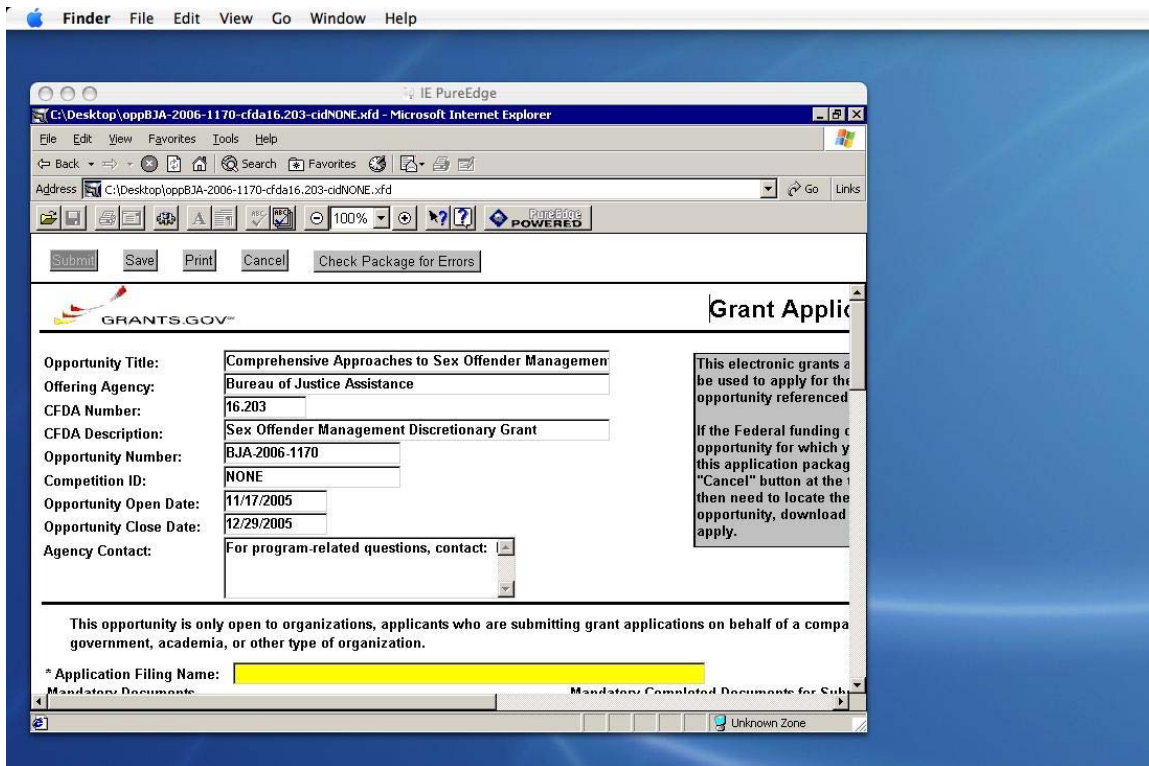 Finder File Edit View Go Window Help
IE PureEdge
C:\Desktop\oppBJA-2006-1170-cfda16.203-cidNONE.xfd - Microsoft Internet Explorer
File Edit View Favorites Tools Help
Back Search Favorites
Address C:\Desktop\oppBJA-2006-1170-cfda16.203-cidNONE.xfd Go Links
100% PureEdge POWERED
Submit Save Print Cancel Check Package for Errors
GRANTS.GOV℠ Grant Applic
Opportunity Title: Comprehensive Approaches to Sex Offender Managemen
Offering Agency: Bureau of Justice Assistance
CFDA Number: 16.203
CFDA Description: Sex Offender Management Discretionary Grant
Opportunity Number: BJA-2006-1170
Competition ID: NONE
Opportunity Open Date: 11/17/2005
Opportunity Close Date: 12/29/2005
Agency Contact: For program-related questions, contact:
This electronic grants a
be used to apply for the
opportunity referenced
If the Federal funding
opportunity for which y
this application packag
"Cancel" button at the
then need to locate the
opportunity, download
apply.
This opportunity is only open to organizations, applicants who are submitting grant applications on behalf of a compa
government, academia, or other type of organization.
* Application Filing Name:
Mandatory Documents Mandatory Completed Documents for Sub
Unknown Zone